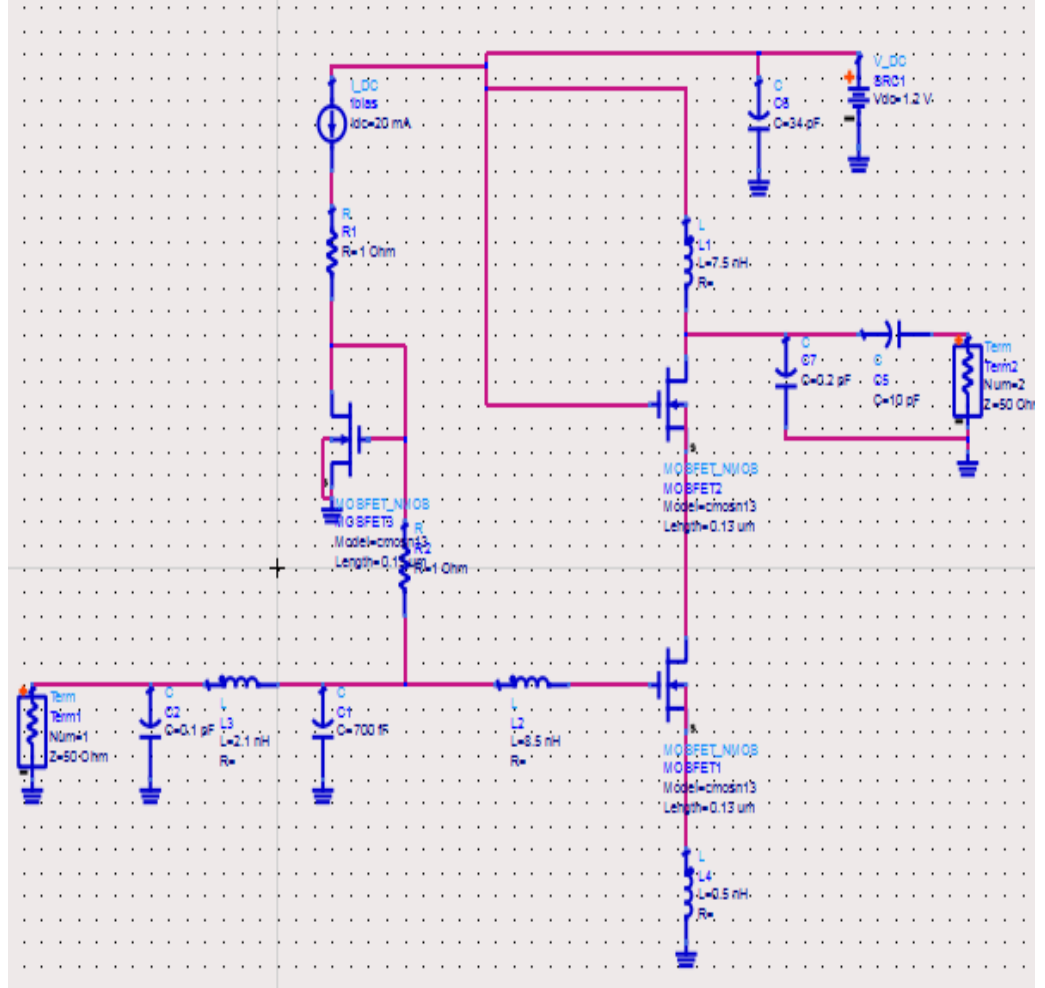 I_DC
Ibias
Idc=20 mA
R
R1
R=1 Ohm
C
C8
C=34 pF
V_DC
SRC1
Vdc=1.2 V
L
L1
L=7.5 nH
R=
C
C7
C=0.2 pF
C
C5
C=10 pF
Term
Term2
Num=2
Z=50 Ohm
MOSFET_NMOS
MOSFET2
Model=cmosn13
Length=0.13 um
MOSFET_NMOS
MOSFET3
Model=cmosn13
R
R2
R=1 Ohm
Term
Term1
Num=1
Z=50 Ohm
C
C2
C=0.1 pF
L
L3
L=2.1 nH
R=
C
C1
C=700 fF
L
L2
L=8.5 nH
R=
MOSFET_NMOS
MOSFET1
Model=cmosn13
Length=0.13 um
L
L4
L=0.5 nH
R=